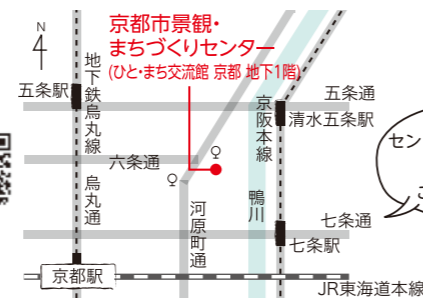 京都市景観・
まちづくりセンター
(ひと・まち交流館 京都 地下1階)
N
地下鉄烏丸線
五条駅
五条通
京阪本線
清水五条駅
セン
六条通
烏丸通
河原町通
鴨川
七条通
七条駅
京都駅
JR東海道本線